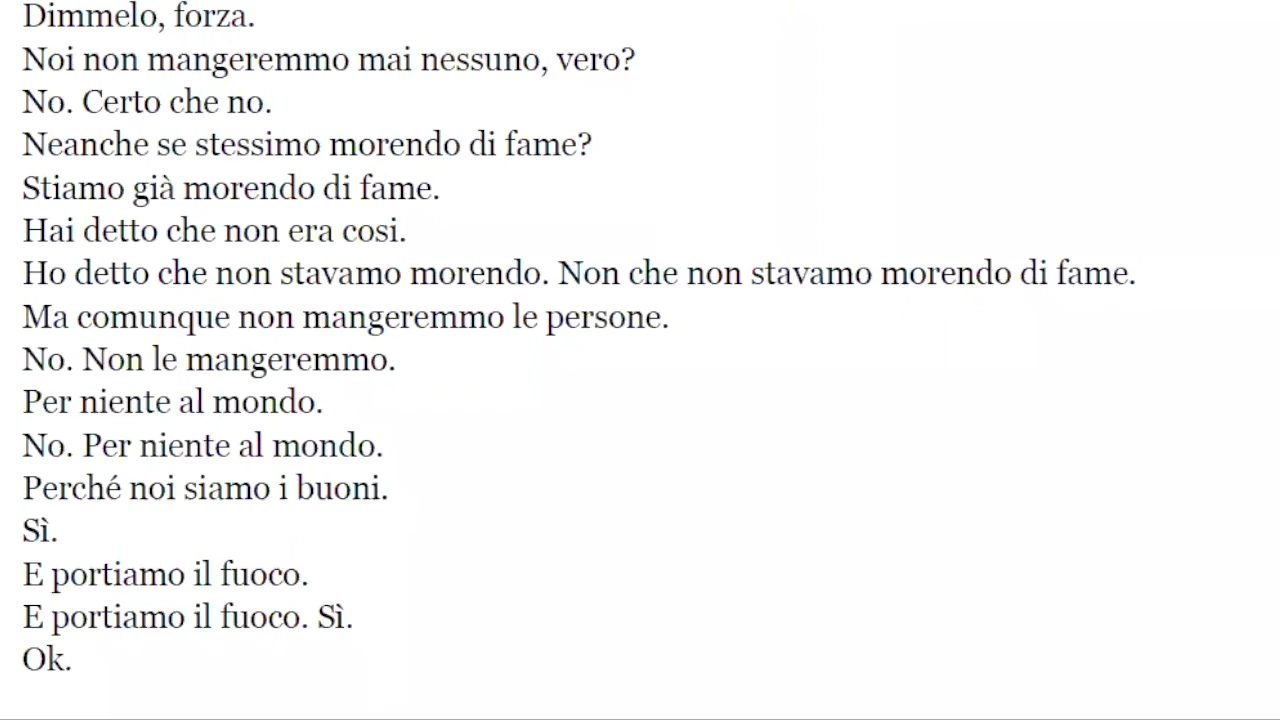 Dimmelo, forza.
Noi non mangeremmo mai nessuno, vero?
No. Certo che no.
Neanche se stessimo morendo di fame?
Stiamo già morendo di fame.
Hai detto che non era cosi.
Ho detto che non stavamo morendo. Non che non stavamo morendo di fame.
Ma comunque non mangeremmo le persone.
No. Non le mangeremmo.
Per niente al mondo.
No. Per niente al mondo.
Perché noi siamo i buoni.
Sì.
E portiamo il fuoco.
E portiamo il fuoco. Sì.
Ok.